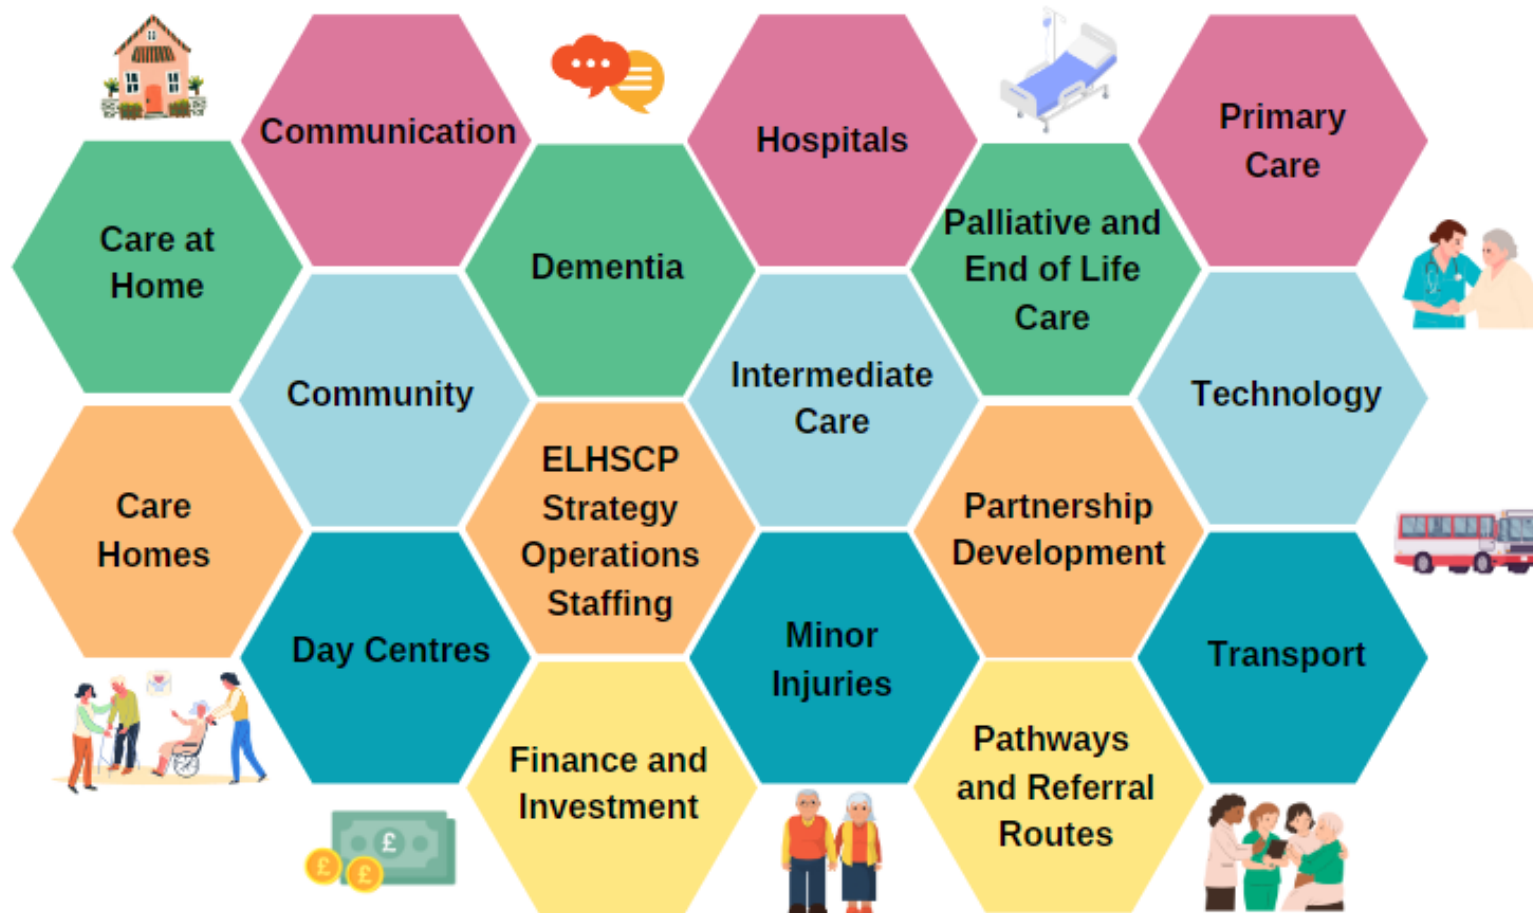 Communication
Hospitals
Primary
Care
Care at
Home
Dementia
Palliative and
End of Life
Care
Community
Intermediate
Care
Technology
Care
Homes
ELHSCP
Strategy
Operations
Staffing
Partnership
Development
Day Centres
Minor
Injuries
Transport
Finance and
Investment
Pathways
and Referral
Routes
£
£
£